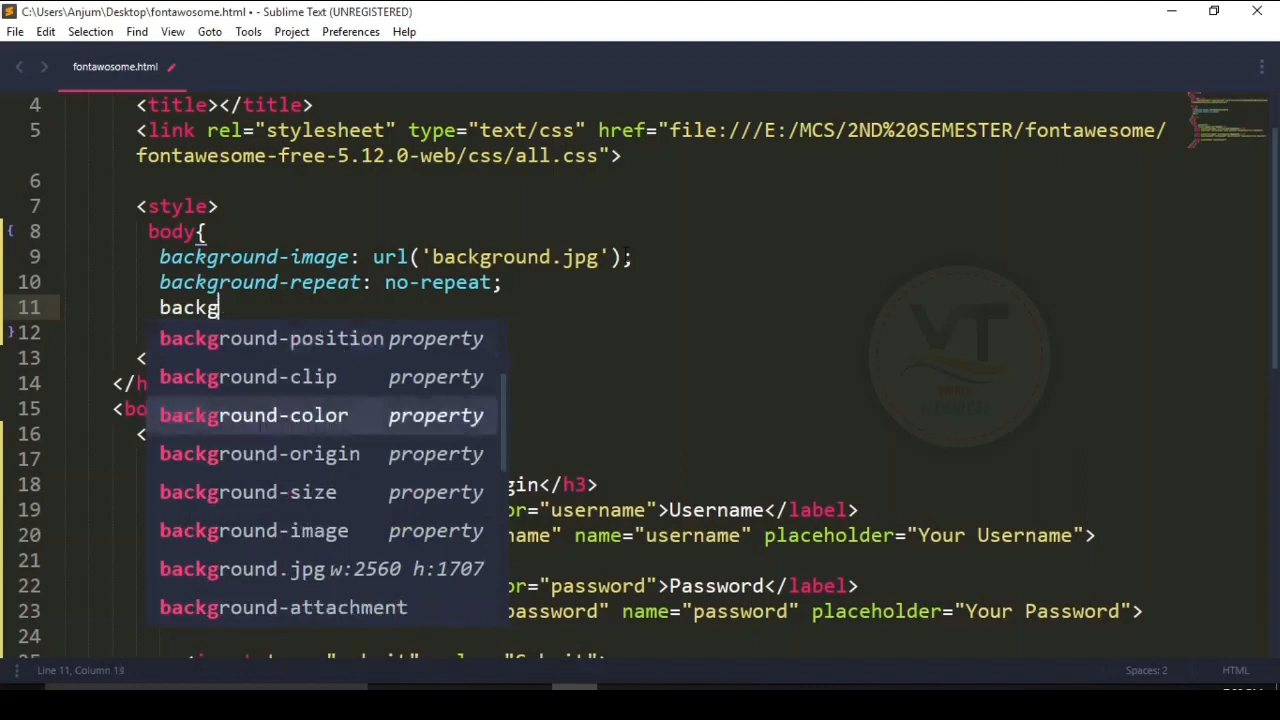 C:\Users\Anjum\Desktop\fontawosome.html • - Sublime Text (UNREGISTERED)
File Edit Selection Find View Goto Tools Project Preferences Help
fontawosome.html
4 <title></title>
5 <link rel="stylesheet" type="text/css" href="file:///E:/MCS/2ND%20SEMESTER/fontawesome/
fontawesome-free-5.12.0-web/css/all.css">
6
7 <style>
{ 8 body{
9 background-image: url('background.jpg');
10 background-repeat: no-repeat;
11 backg
} 12 background-position property
13 < background-clip property
14 </h
15 <bo background-color property
16 < background-origin property
17
18 background-size property gin</h3>
19 or="username">Username</label>
20 background-image property name" name="username" placeholder="Your Username">
21 background.jpg w:2560 h:1707
22 or="password">Password</label>
23 background-attachment password" name="password" placeholder="Your Password">
24
25
Line 11, Column 13 Spaces: 2 HTML
VT